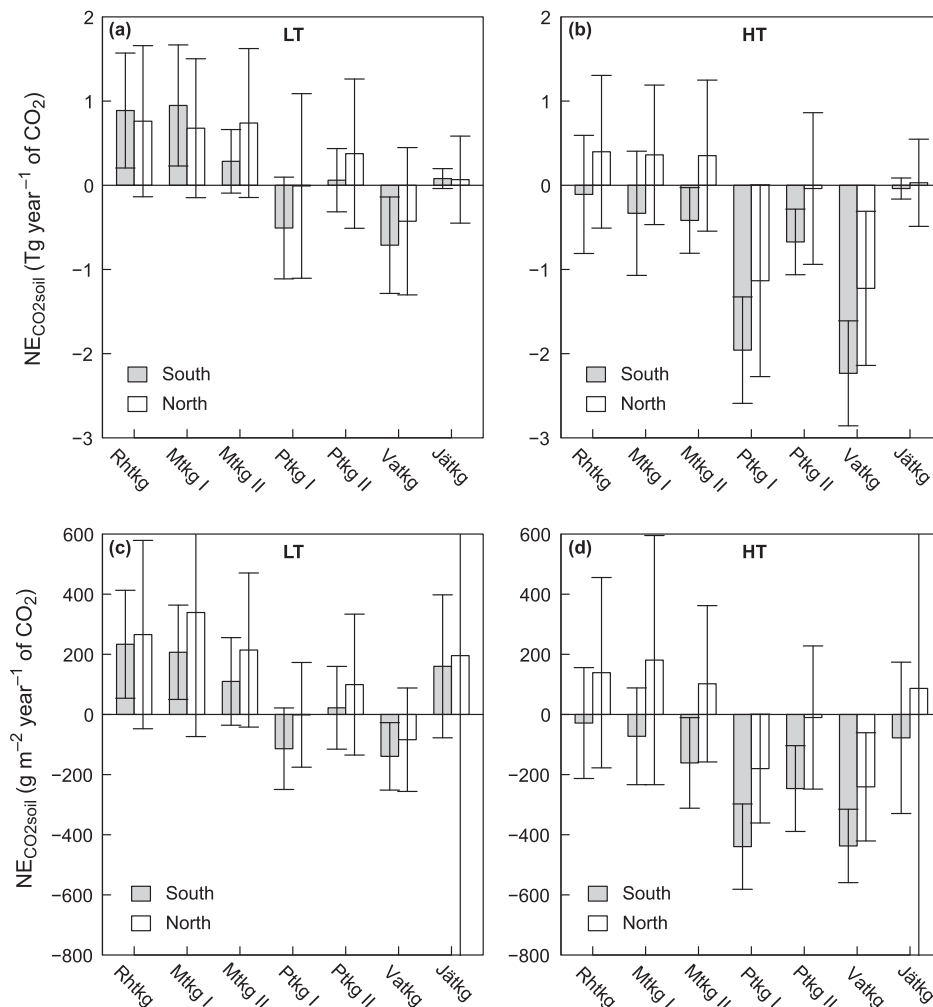 (a) LT
2
1
0
−1
−2
−3
NE_CO2soil (Tg year⁻¹ of CO₂)
South
North
Rhtkg
Mtkg I
Mtkg II
Ptkg I
Ptkg II
Vatkg
Jätkg
(b) HT
2
1
0
−1
−2
−3
South
North
Rhtkg
Mtkg I
Mtkg II
Ptkg I
Ptkg II
Vatkg
Jätkg
(c) LT
600
400
200
0
−200
−400
−600
−800
NE_CO2soil (g m⁻² year⁻¹ of CO₂)
South
North
Rhtkg
Mtkg I
Mtkg II
Ptkg I
Ptkg II
Vatkg
Jätkg
(d) HT
600
400
200
0
−200
−400
−600
−800
South
North
Rhtkg
Mtkg I
Mtkg II
Ptkg I
Ptkg II
Vatkg
Jätkg